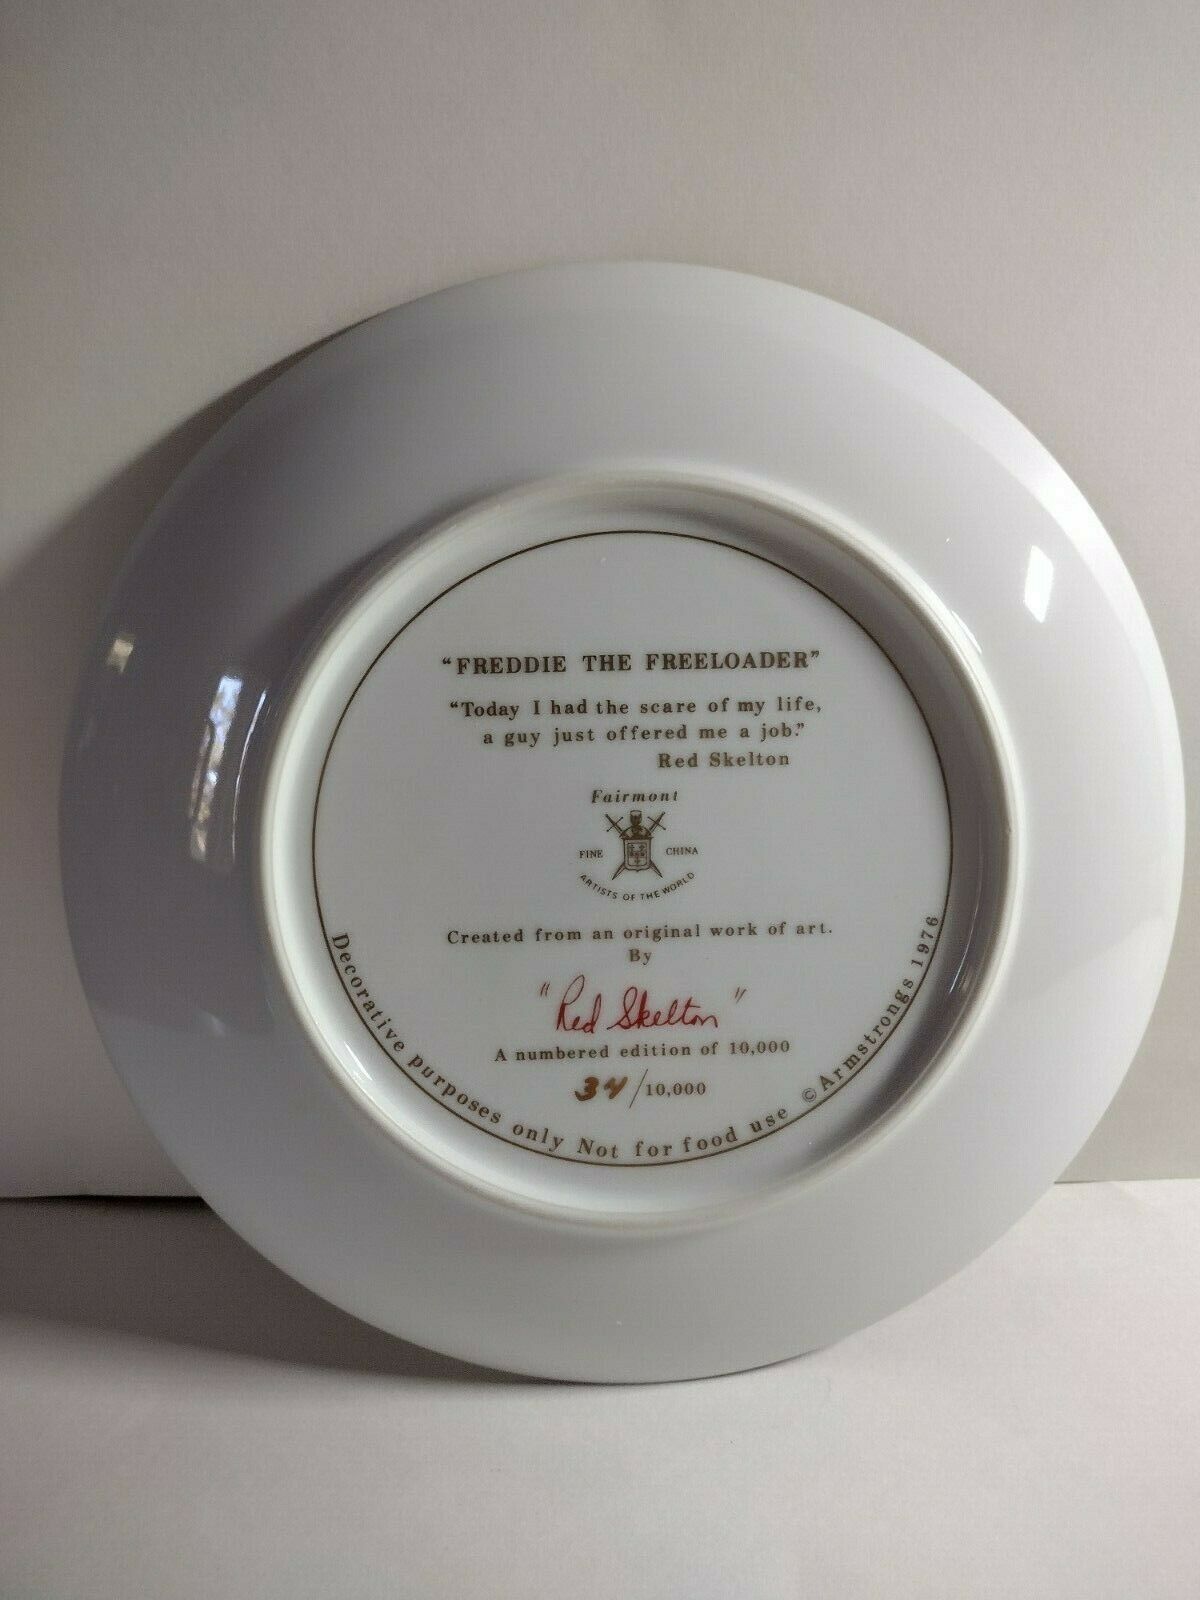 “FREDDIE THE FREELOADER”
“Today I had the scare of my life,
a guy just offered me a job.”
Red Skelton
Fairmont
FINE CHINA
ARTISTS OF THE WORLD
Created from an original work of art.
By
"Red Skelton"
A numbered edition of 10,000
34/10,000
Decorative purposes only Not for food use © Armstrongs 1976